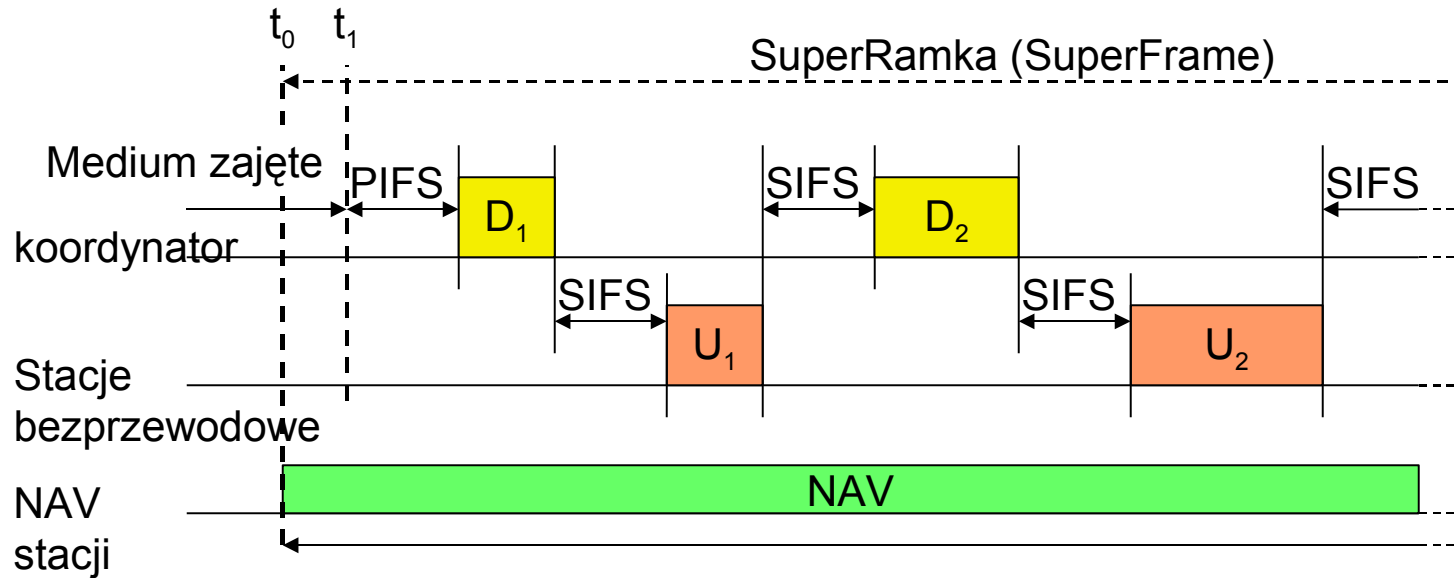 t₀ t₁
SuperRamka (SuperFrame)
Medium zajęte
PIFS SIFS SIFS
D₁ D₂
koordynator
SIFS SIFS
U₁ U₂
Stacje
bezprzewodowe
NAV
NAV
stacji